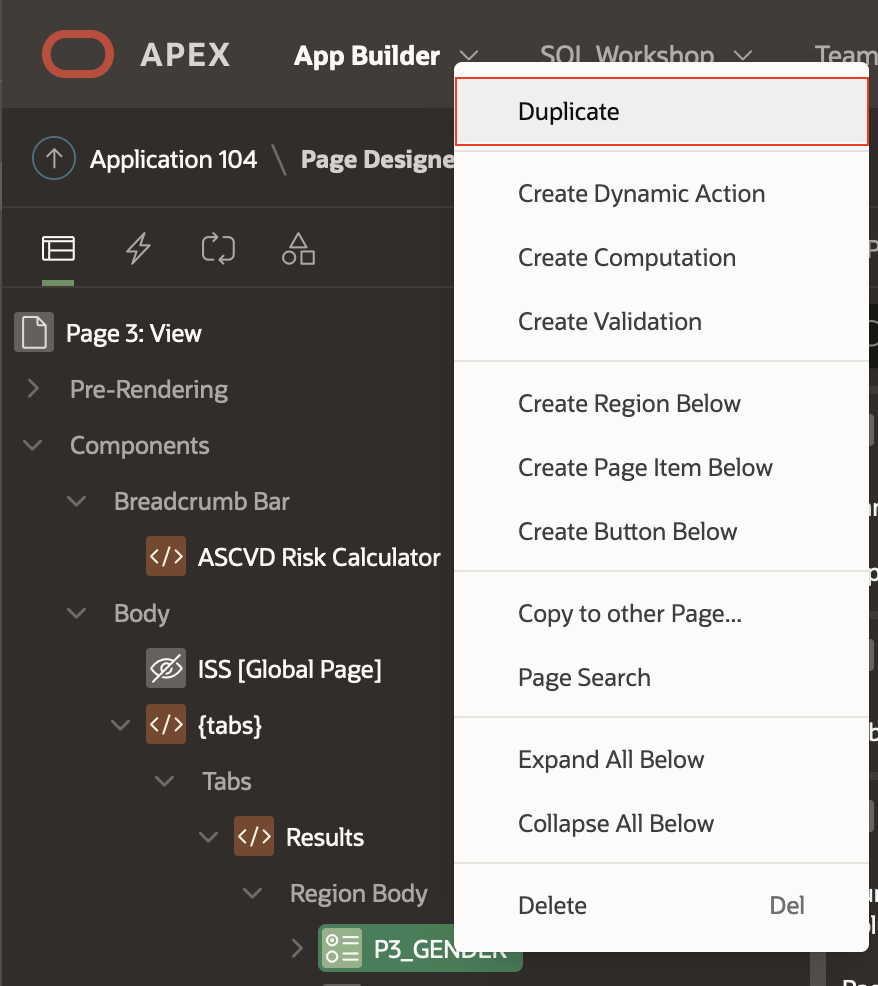 APEX
App Builder
SQL Workshop
Team
Duplicate
Application 104 \ Page Designe
Create Dynamic Action
Create Computation
Create Validation
Page 3: View
Pre-Rendering
Components
Create Region Below
Create Page Item Below
Create Button Below
Breadcrumb Bar
</> ASCVD Risk Calculator
Body
Copy to other Page...
ISS [Global Page]
Page Search
</> {tabs}
Expand All Below
Tabs
Collapse All Below
</> Results
Region Body
Delete Del
P3_GENDER